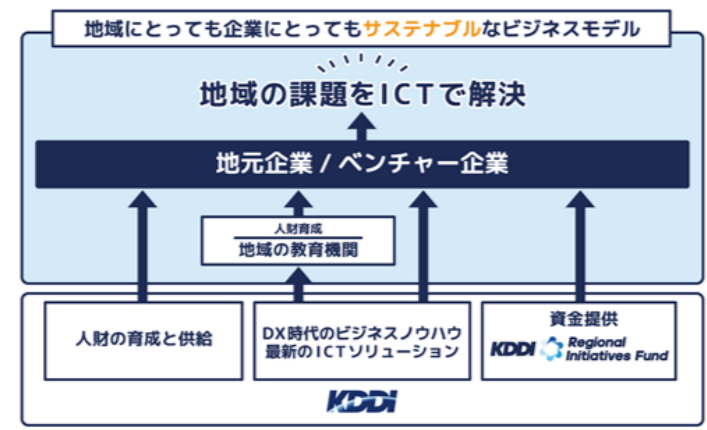 地域にとっても企業にとってもサステナブルなビジネスモデル
地域の課題をICTで解決
地元企業 / ベンチャー企業
人財育成
地域の教育機関
人財の育成と供給
DX時代のビジネスノウハウ
最新のICTソリューション
資金提供
KDDI Regional
Initiatives Fund
KDDI